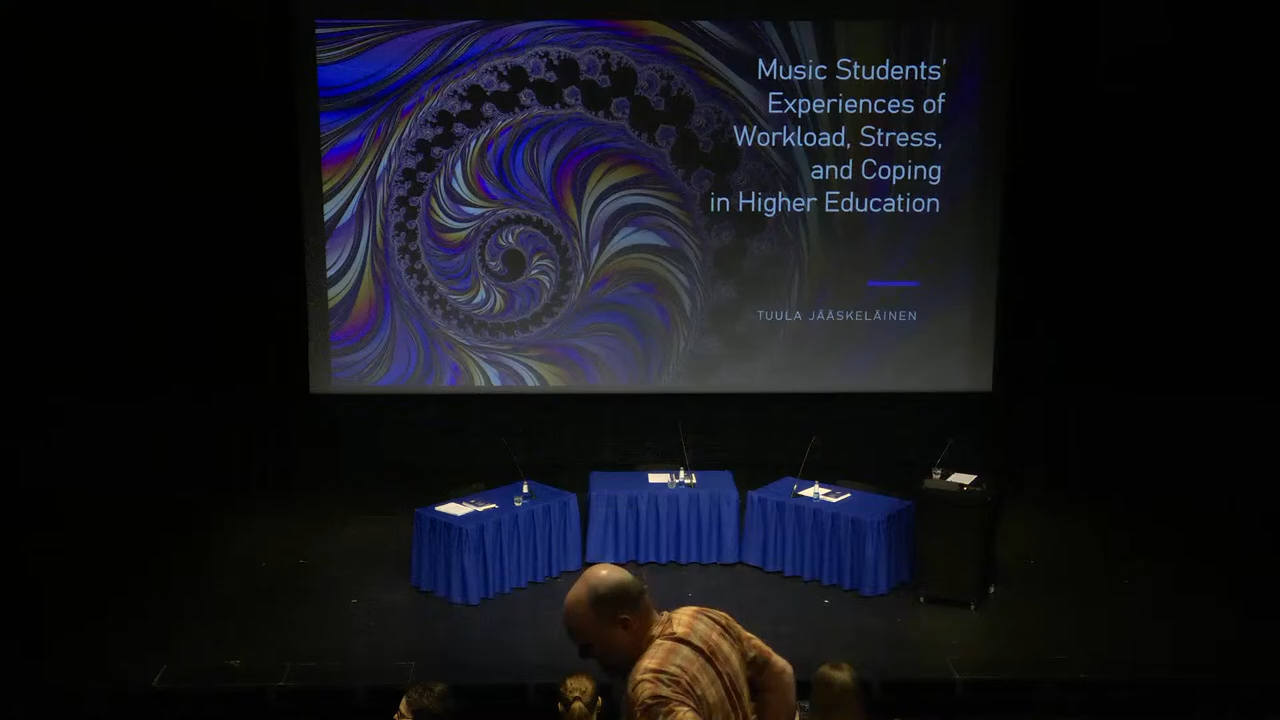 Music Students'
Experiences of
Workload, Stress,
and Coping
in Higher Education
TUULA JÄÄSKELÄINEN